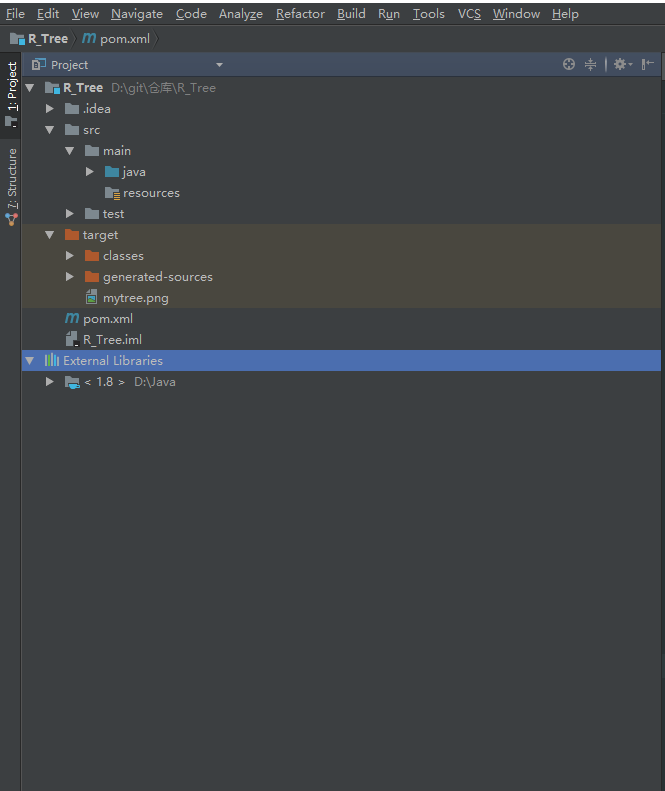 File Edit View Navigate Code Analyze Refactor Build Run Tools VCS Window Help
R_Tree pom.xml
1: Project
7: Structure
Project
R_Tree D:\git\仓库\R_Tree
.idea
src
main
java
resources
test
target
classes
generated-sources
mytree.png
pom.xml
R_Tree.iml
External Libraries
< 1.8 > D:\Java